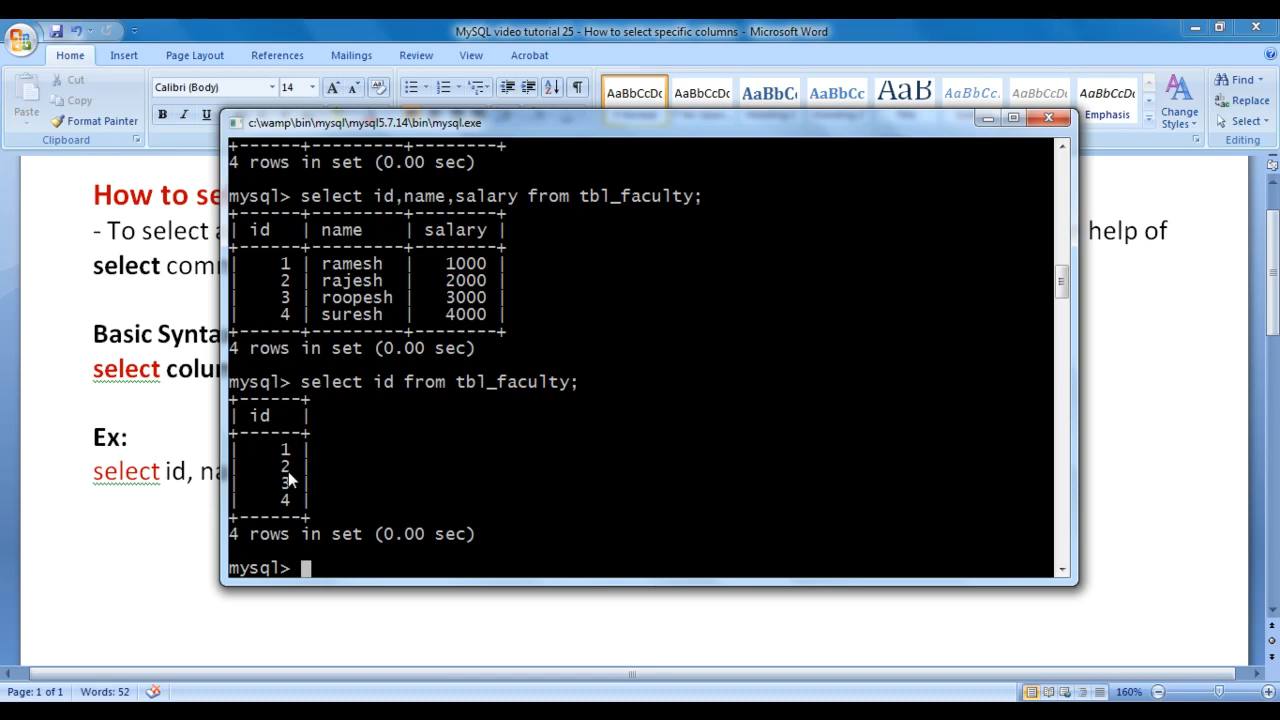 MySQL video tutorial 25 - How to select specific columns - Microsoft Word
Home Insert Page Layout References Mailings Review View Acrobat
Cut
Copy
Paste
Format Painter
Clipboard
Calibri (Body) 14
B I U
AaBbCcDc AaBbCcDc AaBbCc AaBbCc AaBbC AaBbCc. AaBbCcDc AaBbCcDc AaBbCcDc
Emphasis
Change
Styles
Find
Replace
Select
Editing
c:\wamp\bin\mysql\mysql5.7.14\bin\mysql.exe
+------+---------+--------+
4 rows in set (0.00 sec)
mysql> select id,name,salary from tbl_faculty;
+------+---------+--------+
| id | name | salary |
+------+---------+--------+
| 1 | ramesh | 1000 |
| 2 | rajesh | 2000 |
| 3 | roopesh | 3000 |
| 4 | suresh | 4000 |
+------+---------+--------+
4 rows in set (0.00 sec)
mysql> select id from tbl_faculty;
+------+
| id |
+------+
| 1 |
| 2 |
| 3 |
| 4 |
+------+
4 rows in set (0.00 sec)
mysql>
How to se
- To select a
help of
select com
Basic Synta
select colum
Ex:
select id, na
Page: 1 of 1 Words: 52 160%